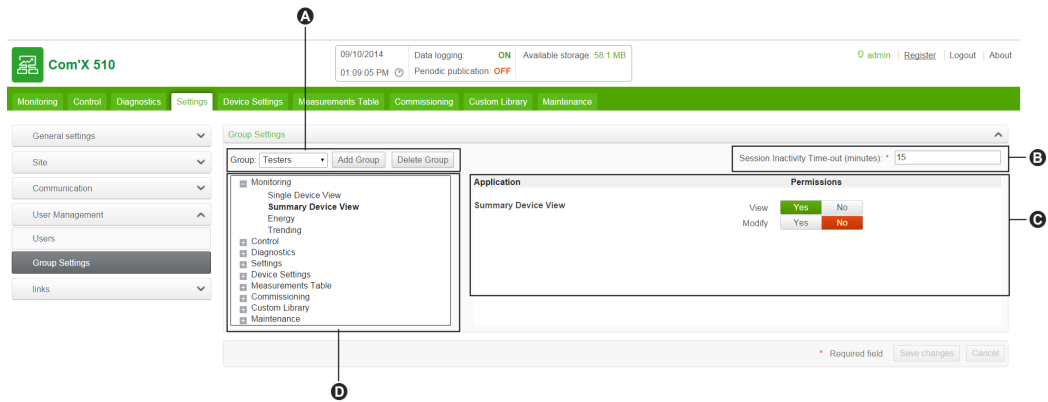 A
Com'X 510
09/10/2014 Data logging: ON Available storage: 58.1 MB
01:09:05 PM Periodic publication: OFF
admin Register Logout About
Monitoring Control Diagnostics Settings Device Settings Measurements Table Commissioning Custom Library Maintenance
General settings
Site
Communication
User Management
Users
Group Settings
links
Group Settings
Group: Testers Add Group Delete Group
Session Inactivity Time-out (minutes): * 15
B
Monitoring
Single Device View
Summary Device View
Energy
Trending
Control
Diagnostics
Settings
Device Settings
Measurements Table
Commissioning
Custom Library
Maintenance
Application Permissions
Summary Device View
View Yes No
Modify Yes No
C
* Required field Save changes Cancel
D